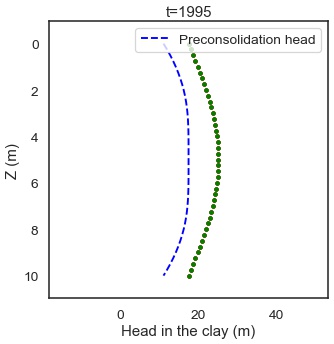 t=1995
Preconsolidation head
0
2
4
6
8
10
Z (m)
0
20
40
Head in the clay (m)